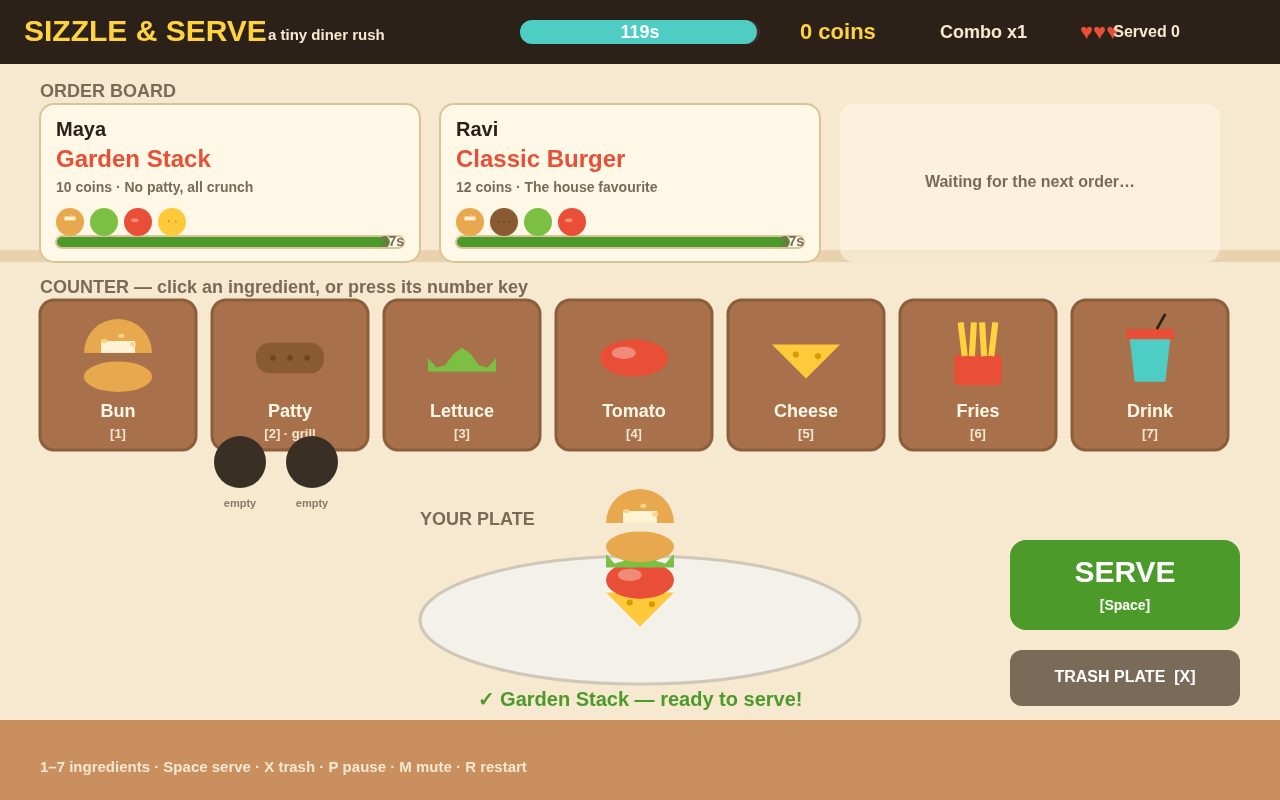 SIZZLE & SERVE a tiny diner rush 119s 0 coins Combo x1 ♥♥♥ Served 0
ORDER BOARD
Maya
Garden Stack
10 coins · No patty, all crunch
7s
Ravi
Classic Burger
12 coins · The house favourite
7s
Waiting for the next order…
COUNTER — click an ingredient, or press its number key
Bun
[1]
Patty
[2] · grill
Lettuce
[3]
Tomato
[4]
Cheese
[5]
Fries
[6]
Drink
[7]
empty
empty
YOUR PLATE
SERVE
[Space]
TRASH PLATE [X]
✓ Garden Stack — ready to serve!
1–7 ingredients · Space serve · X trash · P pause · M mute · R restart